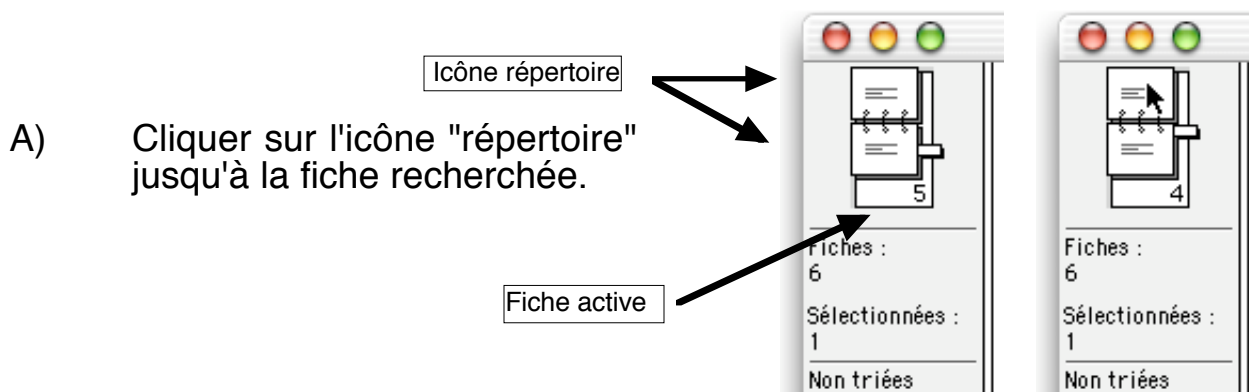 Icône répertoire
A) Cliquer sur l'icône "répertoire"
jusqu'à la fiche recherchée.
Fiche active
5
Fiches :
6
Sélectionnées :
1
Non triées
4
Fiches :
6
Sélectionnées :
1
Non triées